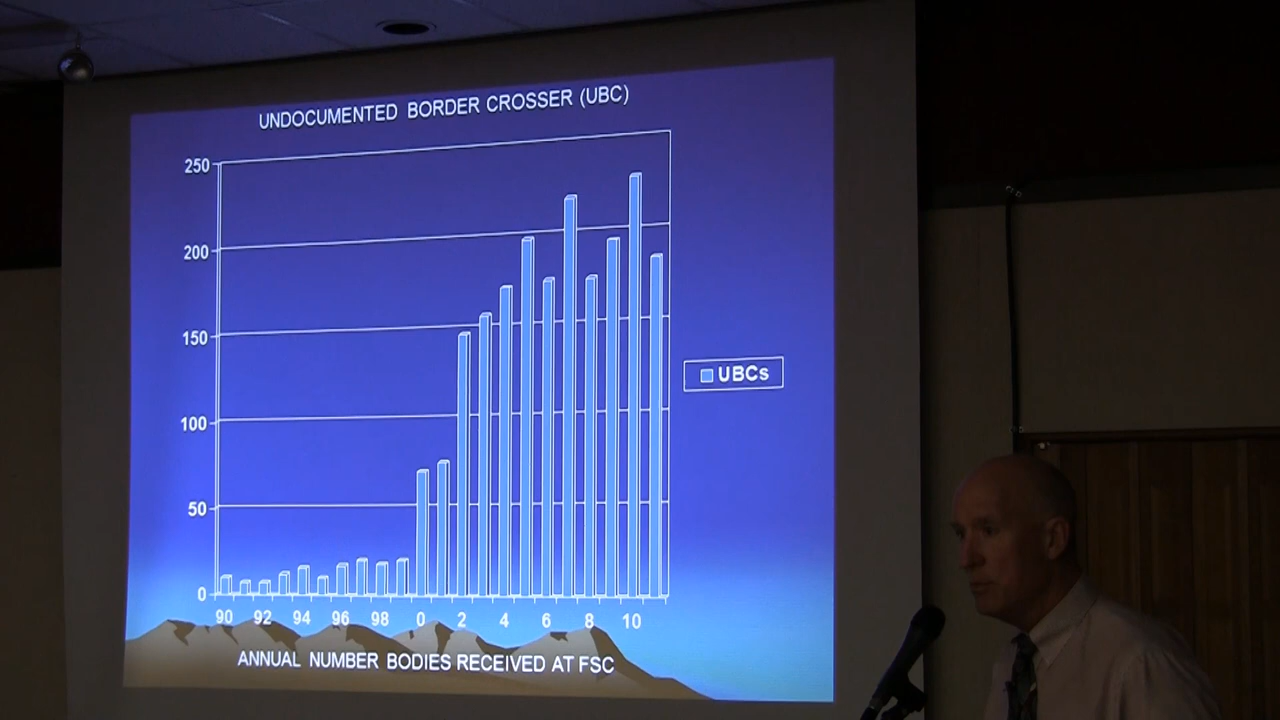 UNDOCUMENTED BORDER CROSSER (UBC)
250
200
150
100
50
0
90 92 94 96 98 0 2 4 6 8 10
UBCs
ANNUAL NUMBER BODIES RECEIVED AT FSC